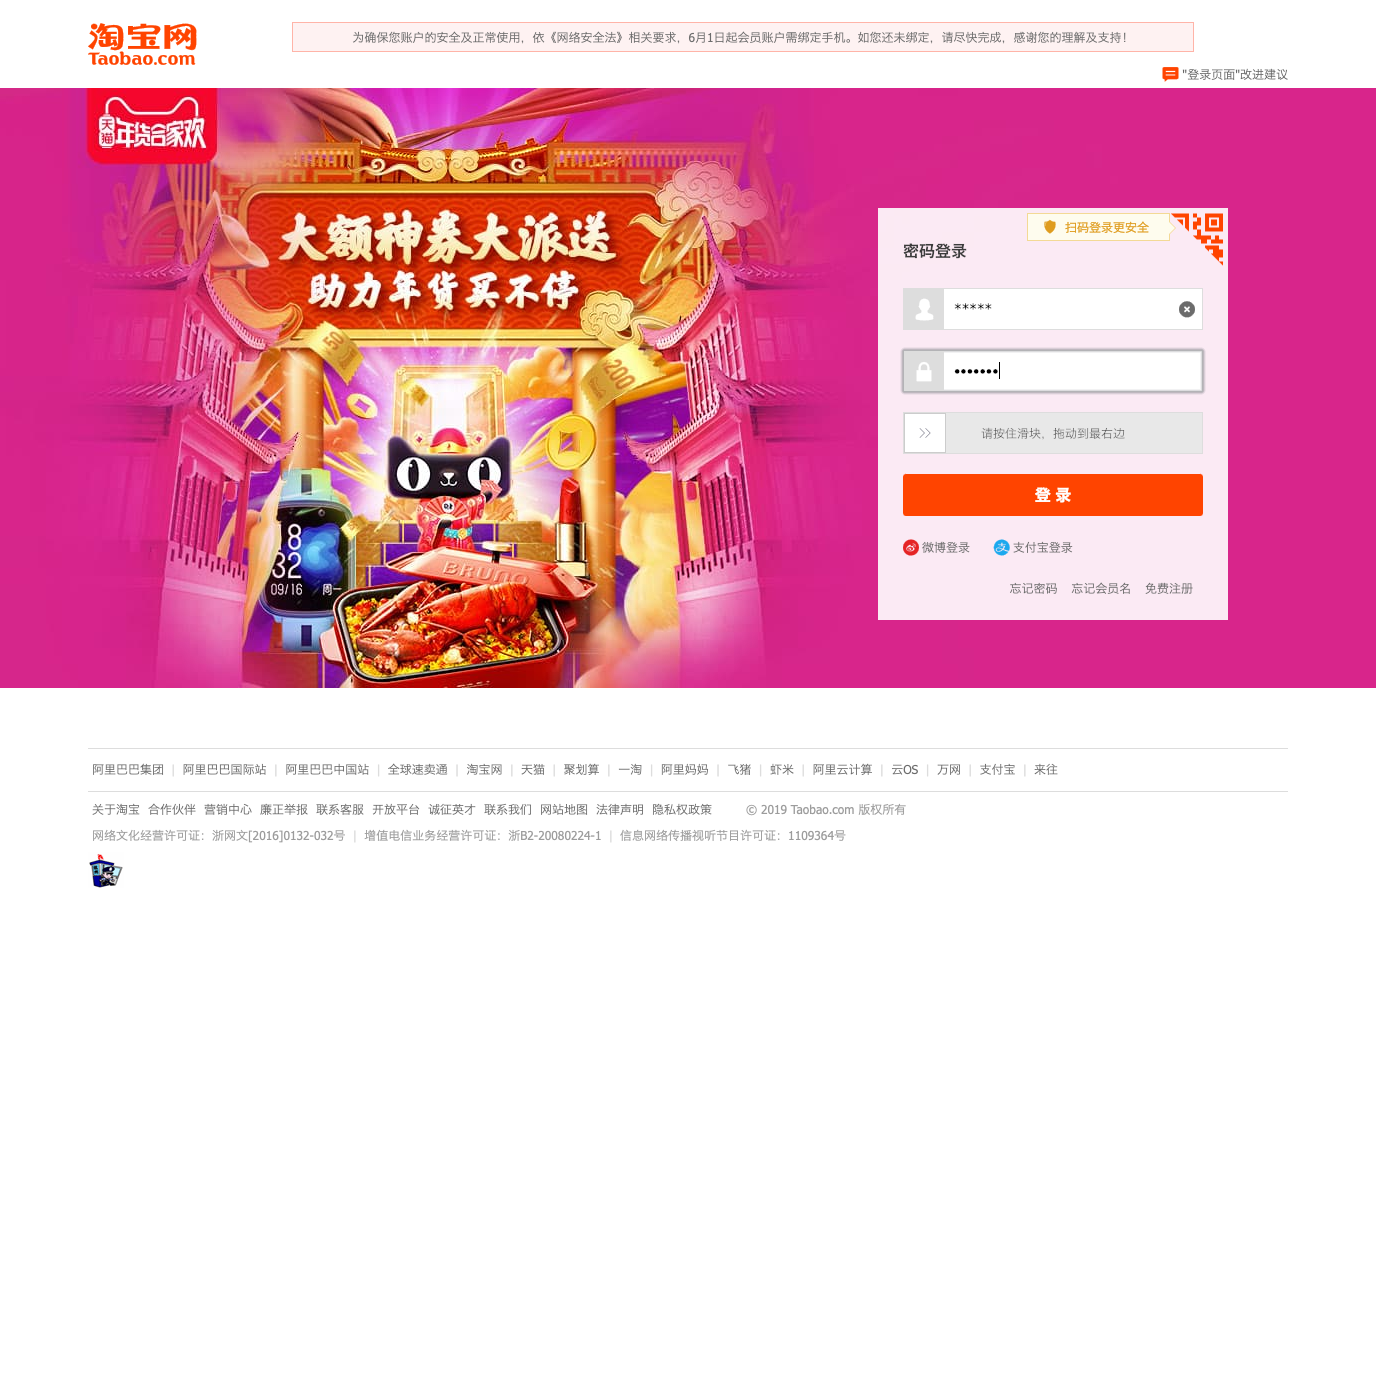 淘宝网
Taobao.com
为确保您账户的安全及正常使用，依《网络安全法》相关要求，6月1日起会员账户需绑定手机。如您还未绑定，请尽快完成，感谢您的理解及支持！
"登录页面"改进建议
天猫 年货合家欢
大额神券大派送
助力年货买不停
200
18
32
09/16 周一
BRUNO
扫码登录更安全
密码登录
*****
•••••••
请按住滑块，拖动到最右边
登 录
微博登录 支付宝登录
忘记密码 忘记会员名 免费注册
阿里巴巴集团 | 阿里巴巴国际站 | 阿里巴巴中国站 | 全球速卖通 | 淘宝网 | 天猫 | 聚划算 | 一淘 | 阿里妈妈 | 飞猪 | 虾米 | 阿里云计算 | 云OS | 万网 | 支付宝 | 来往
关于淘宝 合作伙伴 营销中心 廉正举报 联系客服 开放平台 诚征英才 联系我们 网站地图 法律声明 隐私权政策 © 2019 Taobao.com 版权所有
网络文化经营许可证：浙网文[2016]0132-032号 | 增值电信业务经营许可证：浙B2-20080224-1 | 信息网络传播视听节目许可证：1109364号